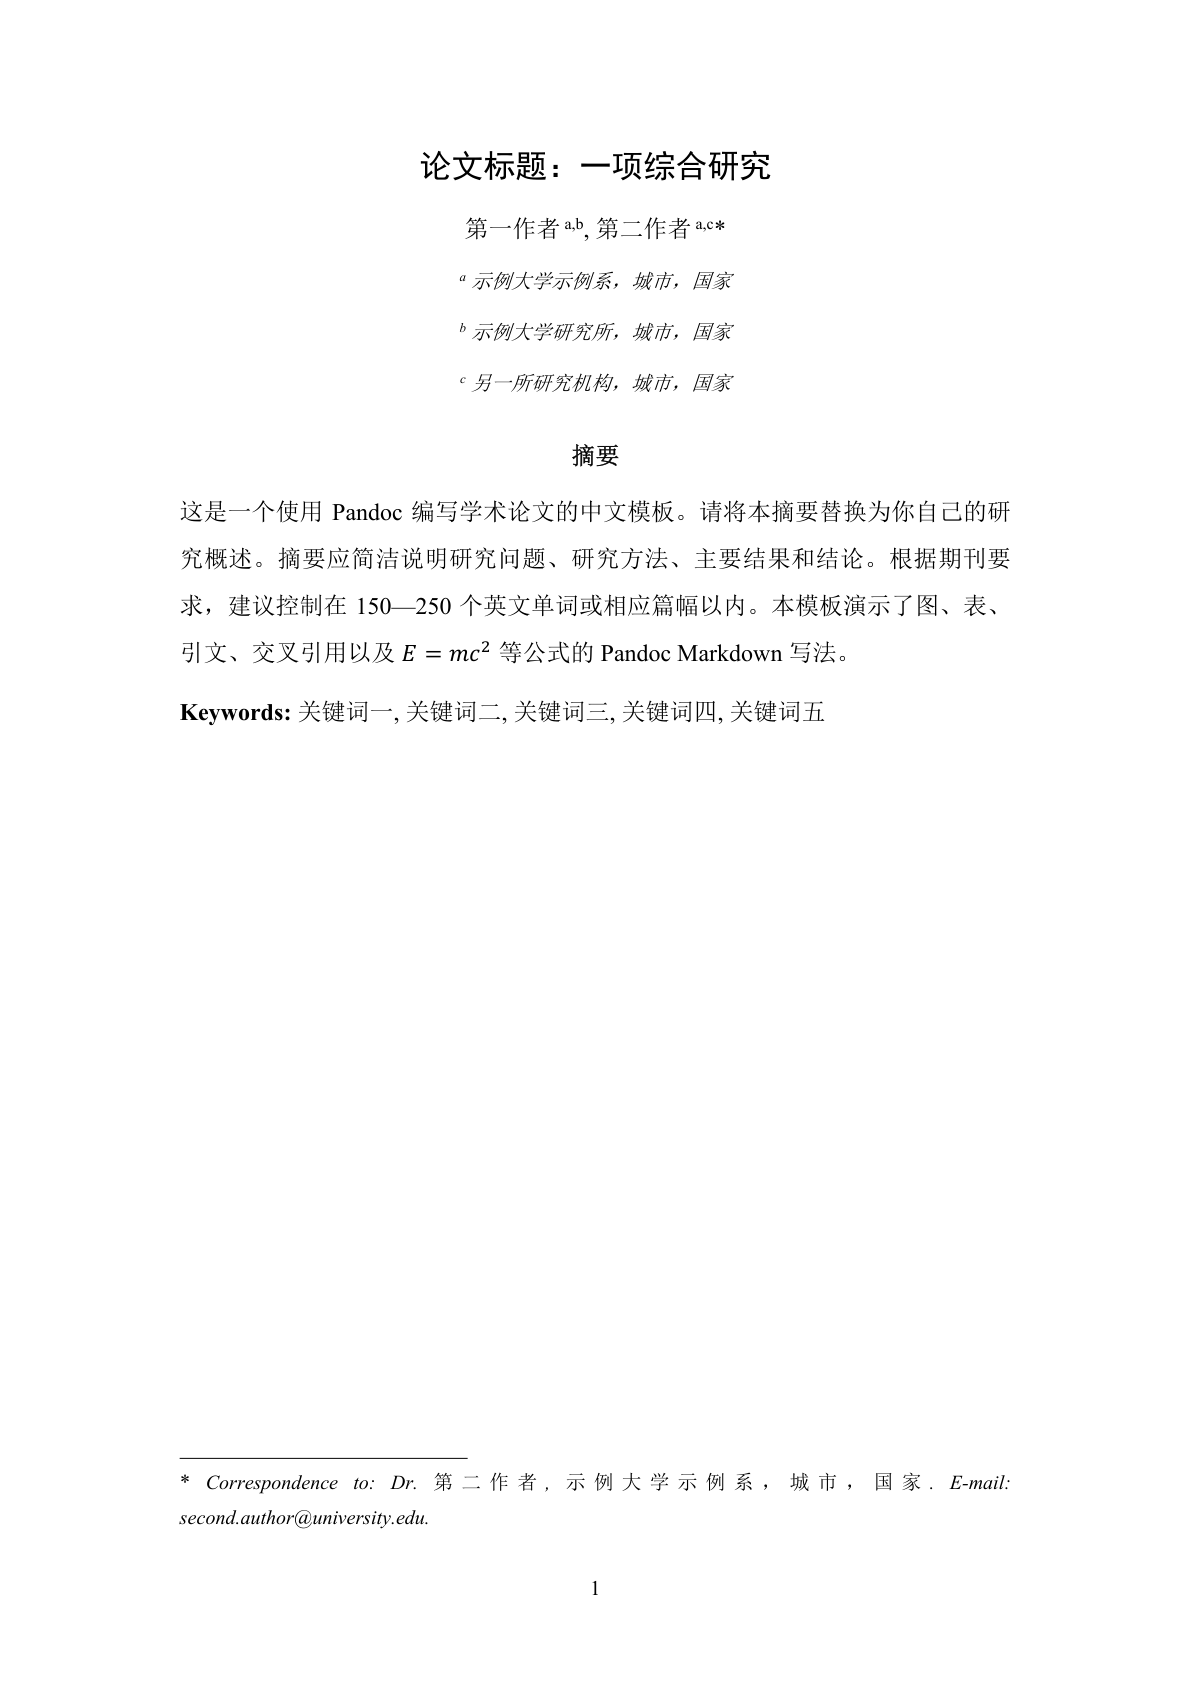 论文标题：一项综合研究
第一作者 a,b, 第二作者 a,c*
a 示例大学示例系，城市，国家
b 示例大学研究所，城市，国家
c 另一所研究机构，城市，国家
摘要
这是一个使用 Pandoc 编写学术论文的中文模板。请将本摘要替换为你自己的研
究概述。摘要应简洁说明研究问题、研究方法、主要结果和结论。根据期刊要
求，建议控制在 150—250 个英文单词或相应篇幅以内。本模板演示了图、表、
引文、交叉引用以及 E = mc² 等公式的 Pandoc Markdown 写法。
Keywords: 关键词一, 关键词二, 关键词三, 关键词四, 关键词五
* Correspondence to: Dr. 第二作者, 示例大学示例系，城市，国家. E-mail:
second.author@university.edu.
1